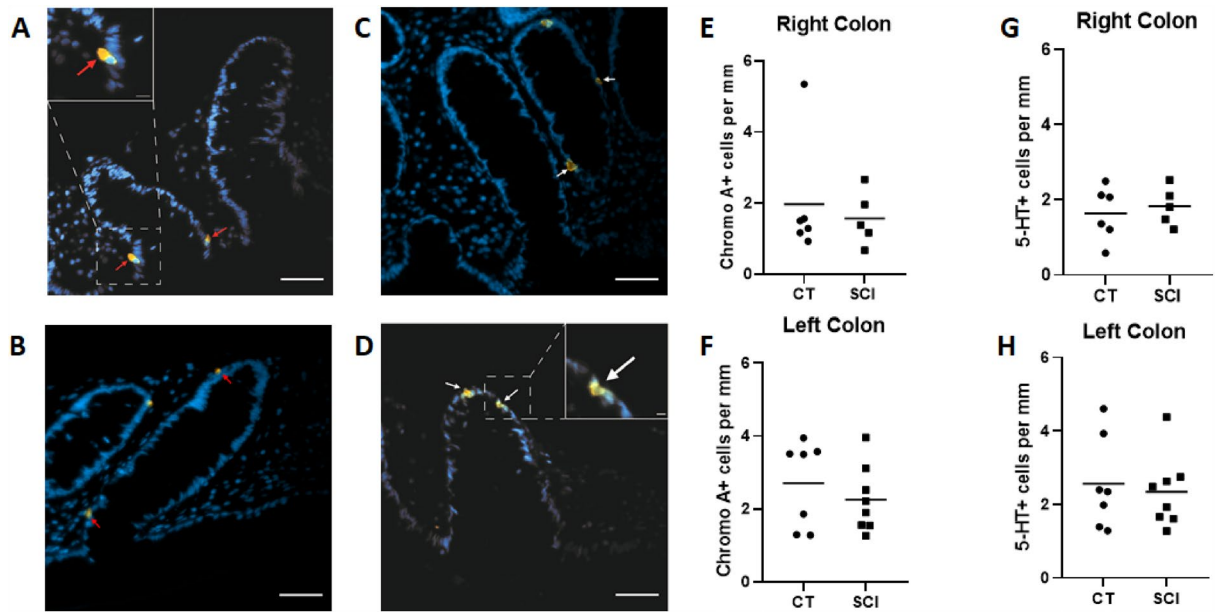 A
B
C
D
E
Right Colon
Chromo A+ cells per mm
6
4
2
0
CT
SCI
F
Left Colon
Chromo A+ cells per mm
6
4
2
0
CT
SCI
G
Right Colon
5-HT+ cells per mm
6
4
2
0
CT
SCI
H
Left Colon
5-HT+ cells per mm
6
4
2
0
CT
SCI